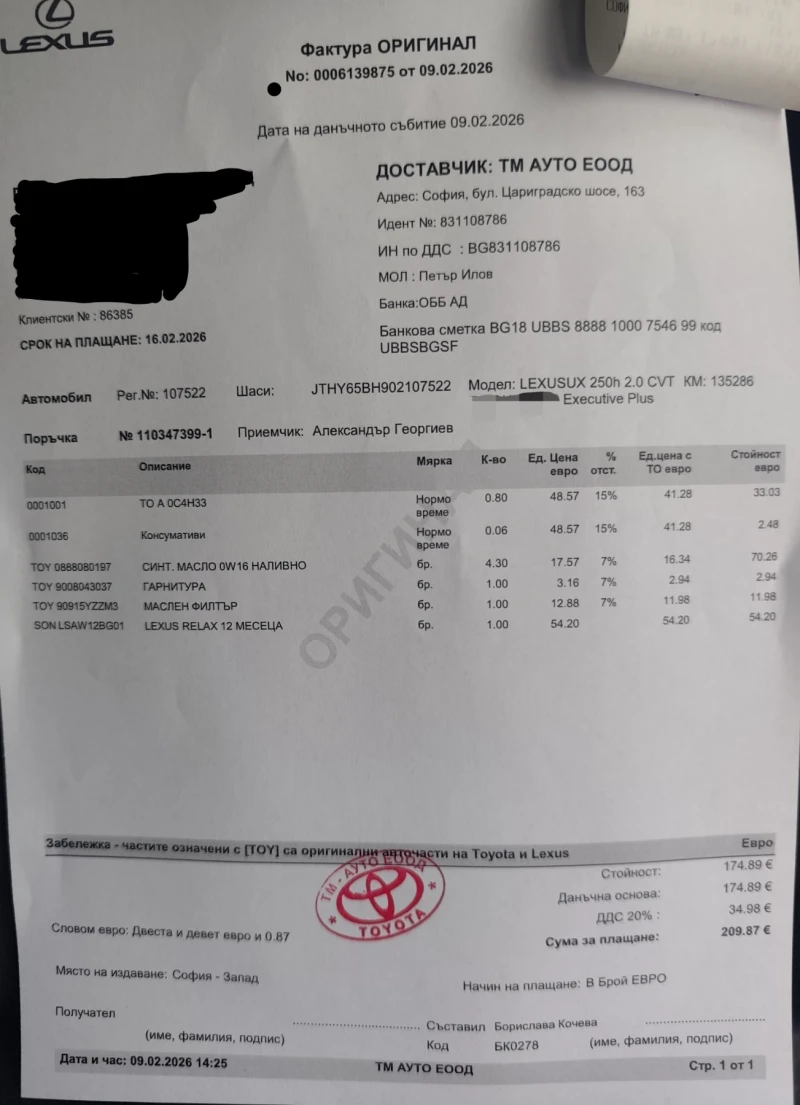 LEXUS
Фактура ОРИГИНАЛ
No: 0006139875 от 09.02.2026
Дата на данъчното събитие 09.02.2026
ДОСТАВЧИК: ТМ АУТО ЕООД
Адрес: София, бул. Цариградско шосе, 163
Идент №: 831108786
ИН по ДДС : BG831108786
МОЛ : Петър Илов
Банка:ОББ АД
Банкова сметка BG18 UBBS 8888 1000 7546 99 код
UBBSBGSF
Клиентски № : 86385
СРОК НА ПЛАЩАНЕ: 16.02.2026
Автомобил Рег.№: 107522 Шаси: JTHY65BH902107522 Модел: LEXUSUX 250h 2.0 CVT КМ: 135286
Executive Plus
Поръчка № 110347399-1 Приемчик: Александър Георгиев
Код Описание Мярка К-во Ед. Цена евро % отст. Ед.цена с ТО евро Стойност евро
0001001 ТО А 0C4H33 Нормо време 0.80 48.57 15% 41.28 33.03
0001036 Консумативи Нормо време 0.06 48.57 15% 41.28 2.48
TOY 0888080197 СИНТ. МАСЛО 0W16 НАЛИВНО бр. 4.30 17.57 7% 16.34 70.26
TOY 9008043037 ГАРНИТУРА бр. 1.00 3.16 7% 2.94 2.94
TOY 90915YZZM3 МАСЛЕН ФИЛТЪР бр. 1.00 12.88 7% 11.98 11.98
SON LSAW12BG01 LEXUS RELAX 12 МЕСЕЦА бр. 1.00 54.20 54.20 54.20
ОРИГИНА
Забележка - частите означени с [TOY] са оригинални авточасти на Toyota и Lexus Евро
Стойност: 174.89 €
Данъчна основа: 174.89 €
ДДС 20% : 34.98 €
Сума за плащане: 209.87 €
ТМ - АУТО ЕООД
TOYOTA
Словом евро: Двеста и девет евро и 0.87
Място на издаване: София - Запад
Начин на плащане: В Брой ЕВРО
Получател
(име, фамилия, подпис)
Съставил Борислава Кочева
Код БК0278 (име, фамилия, подпис)
Дата и час: 09.02.2026 14:25 ТМ АУТО ЕООД Стр. 1 от 1